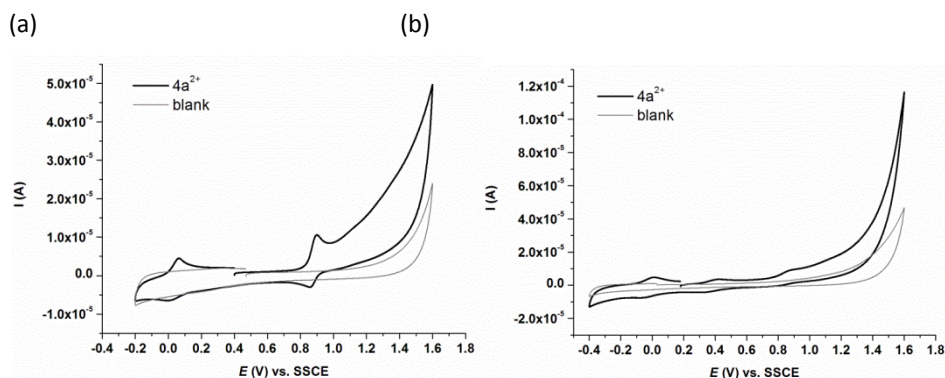 (a)
5.0x10⁻⁵
4.0x10⁻⁵
3.0x10⁻⁵
2.0x10⁻⁵
1.0x10⁻⁵
0.0
-1.0x10⁻⁵
I (A)
4a²⁺
blank
-0.4 -0.2 0.0 0.2 0.4 0.6 0.8 1.0 1.2 1.4 1.6 1.8
E (V) vs. SSCE
(b)
1.2x10⁻⁴
1.0x10⁻⁴
8.0x10⁻⁵
6.0x10⁻⁵
4.0x10⁻⁵
2.0x10⁻⁵
0.0
-2.0x10⁻⁵
I (A)
4a²⁺
blank
-0.4 -0.2 0.0 0.2 0.4 0.6 0.8 1.0 1.2 1.4 1.6 1.8
E (V) vs. SSCE